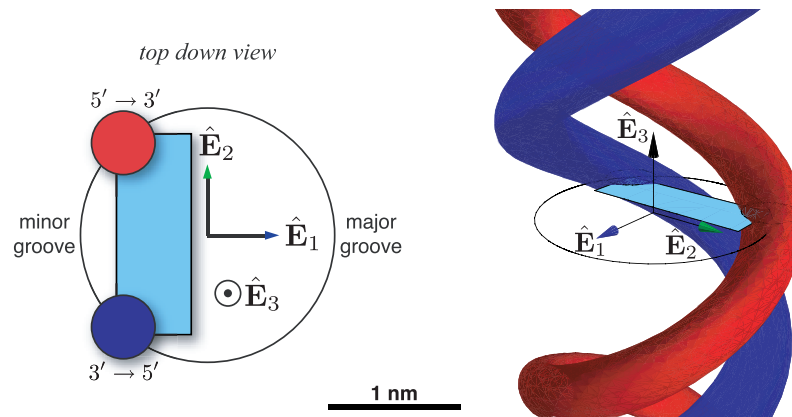 top down view
5′ → 3′
Ê₂
minor
groove
Ê₁
major
groove
Ê₃
3′ → 5′
1 nm
Ê₃
Ê₁
Ê₂